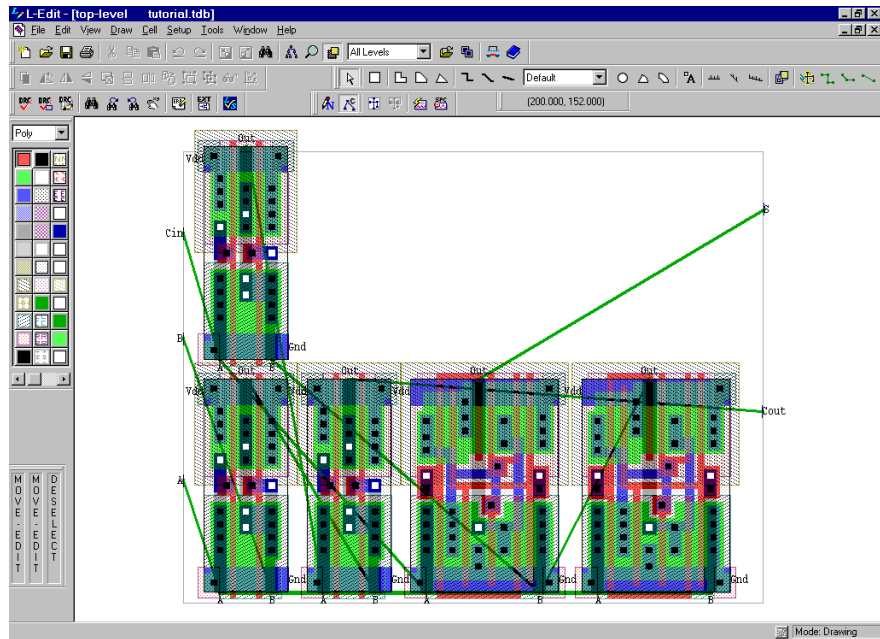 L-Edit - [top-level tutorial.tdb]
File Edit View Draw Cell Setup Tools Window Help
All Levels
Default
(200.000, 152.000)
Poly
Out
Vdd
S
Cin
B
Gnd
A B
Out Out Out Out
Vdd Vdd Vdd Vdd
Cout
A
Gnd Gnd Gnd Gnd
A B A B A B A B
MOVE-EDIT
MOVE-EDIT
DESELECT
Mode: Drawing